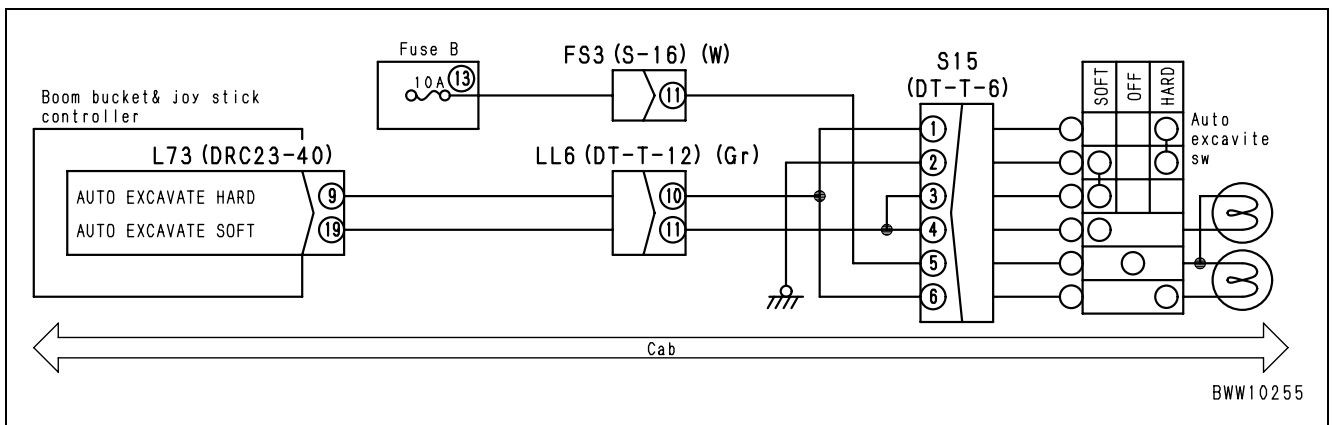 Fuse B
10A 13
FS3 (S-16) (W)
11
S15
(DT-T-6)
SOFT
OFF
HARD
Auto
excavite
sw
Boom bucket& joy stick
controller
L73 (DRC23-40)
AUTO EXCAVATE HARD 9
AUTO EXCAVATE SOFT 19
LL6 (DT-T-12) (Gr)
10
11
1
2
3
4
5
6
Cab
BWW10255